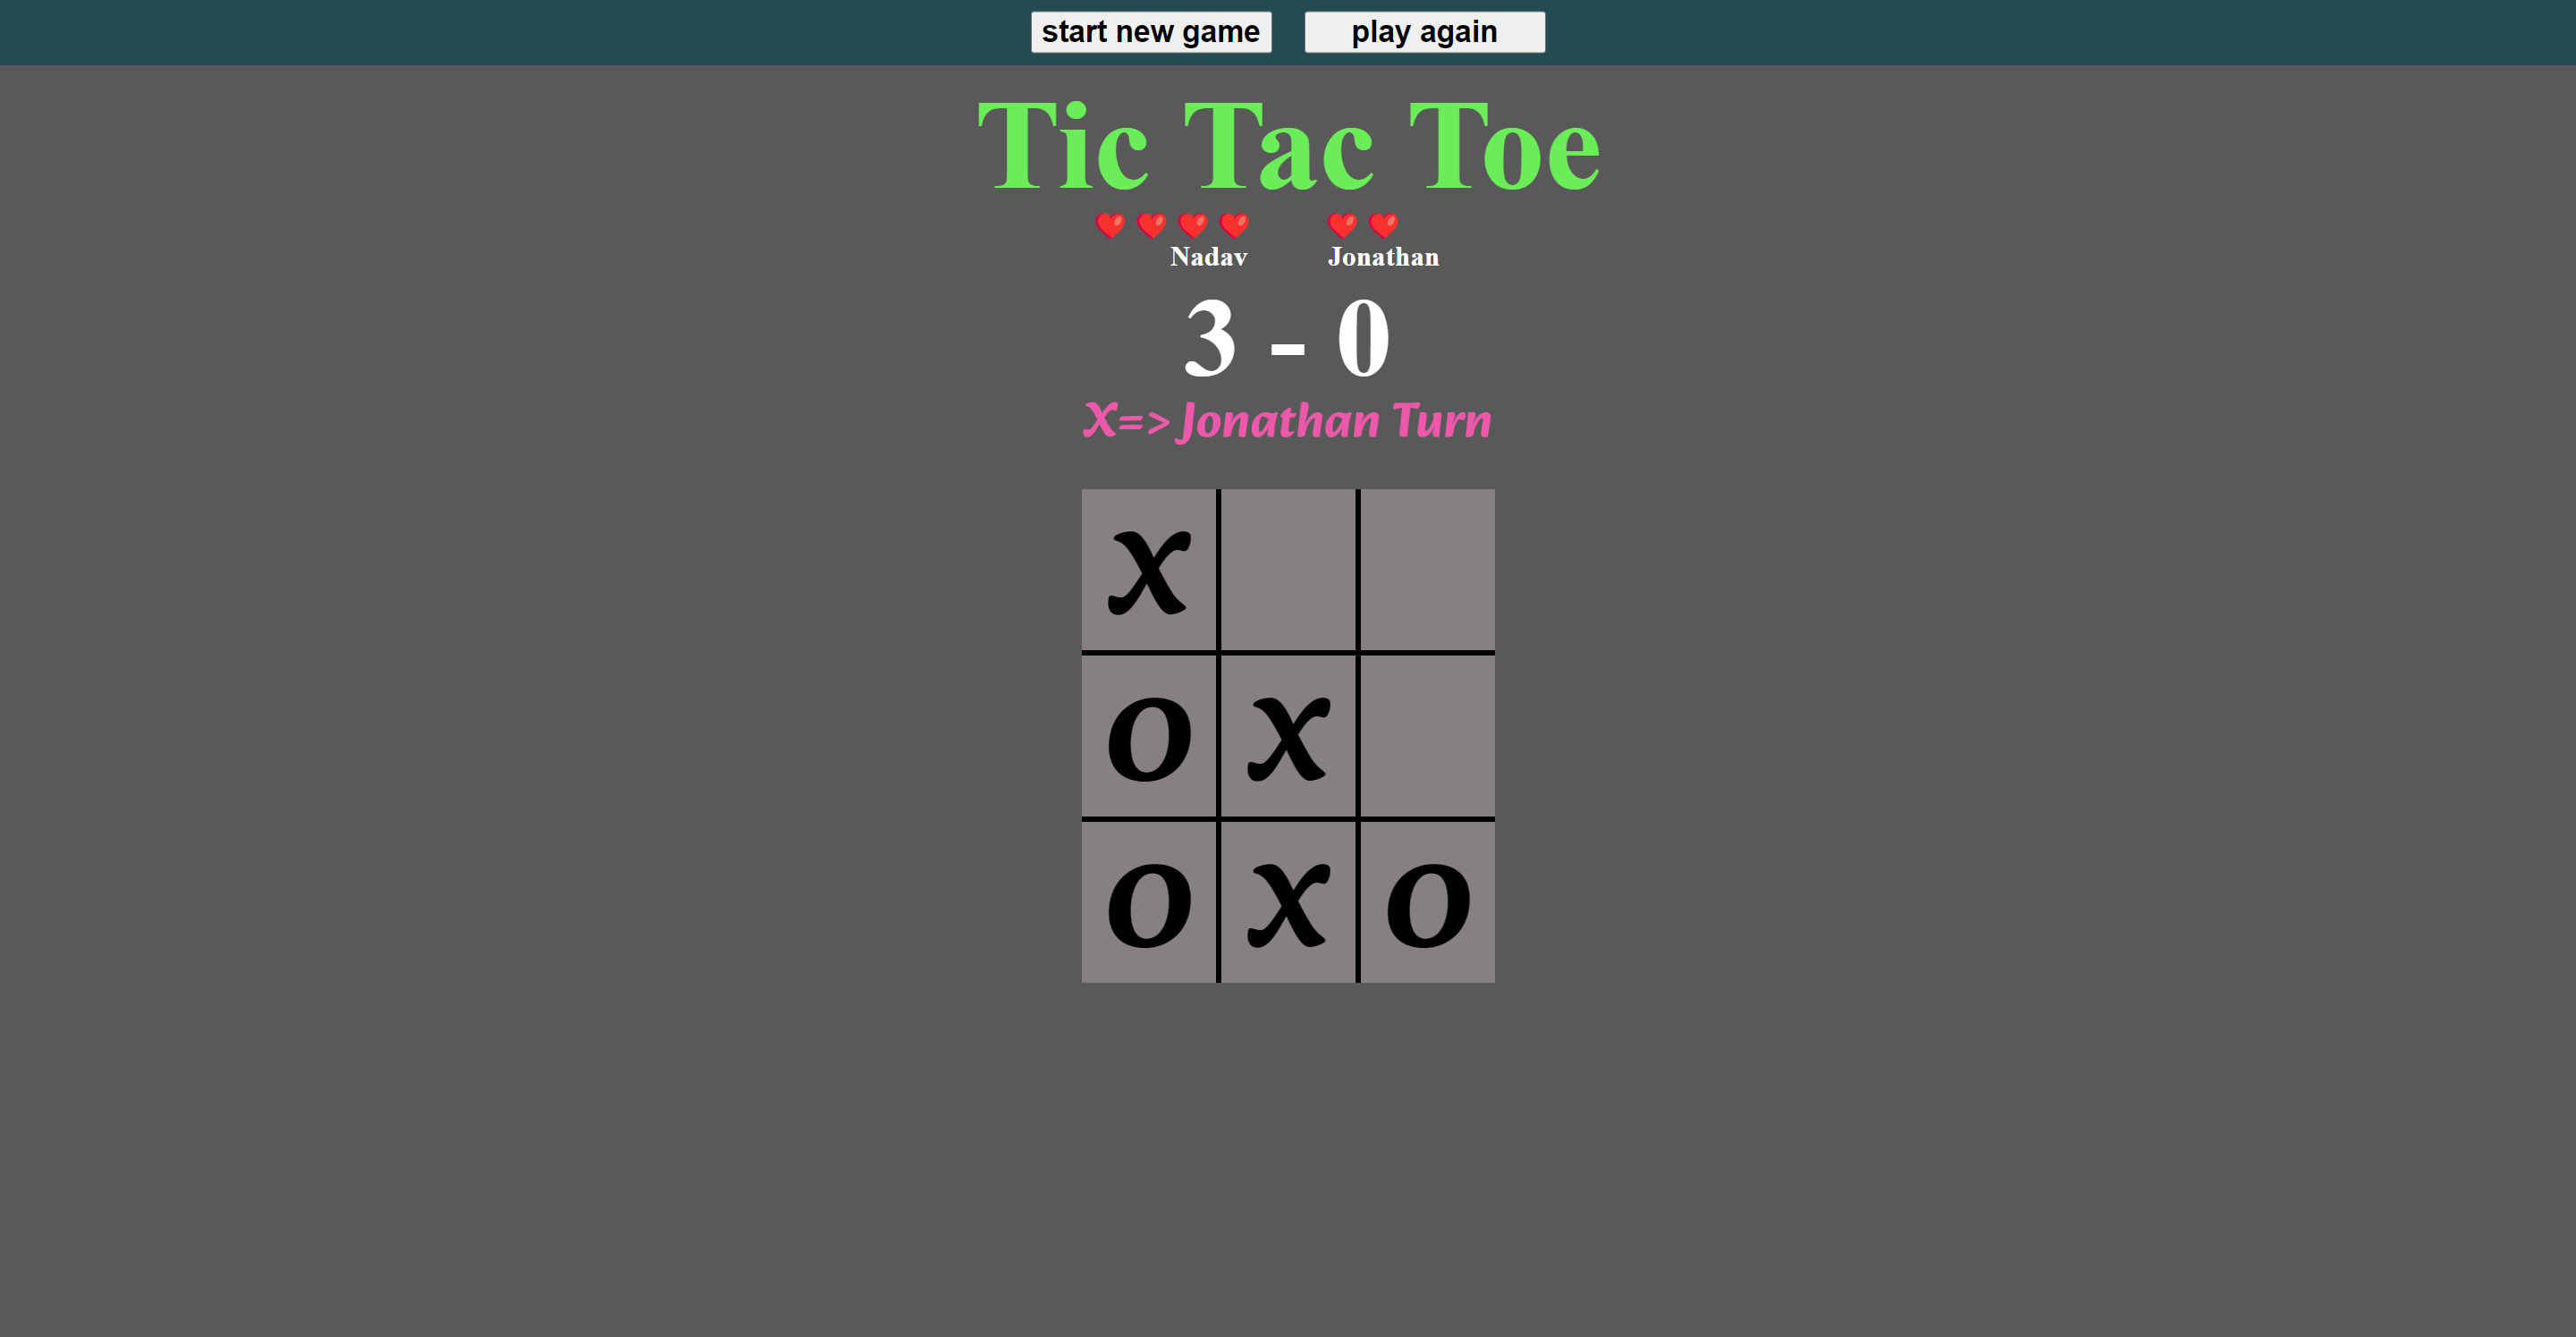 start new game play again
Tic Tac Toe
Nadav Jonathan
3 - 0
X=> Jonathan Turn
X
O X
O X O